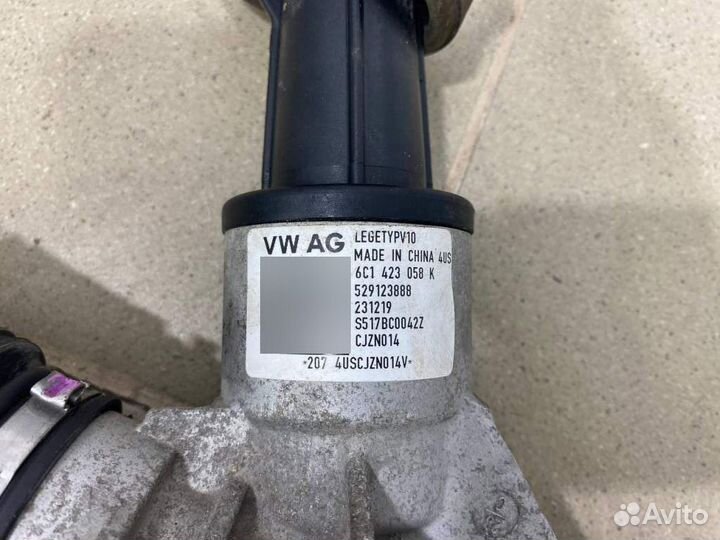 VW AG
LEGETYPV10
MADE IN CHINA 4US
6C1 423 058 K
529123888
231219
S517BC0042Z
CJZN014
*207 4USCJZN014V*
Avito